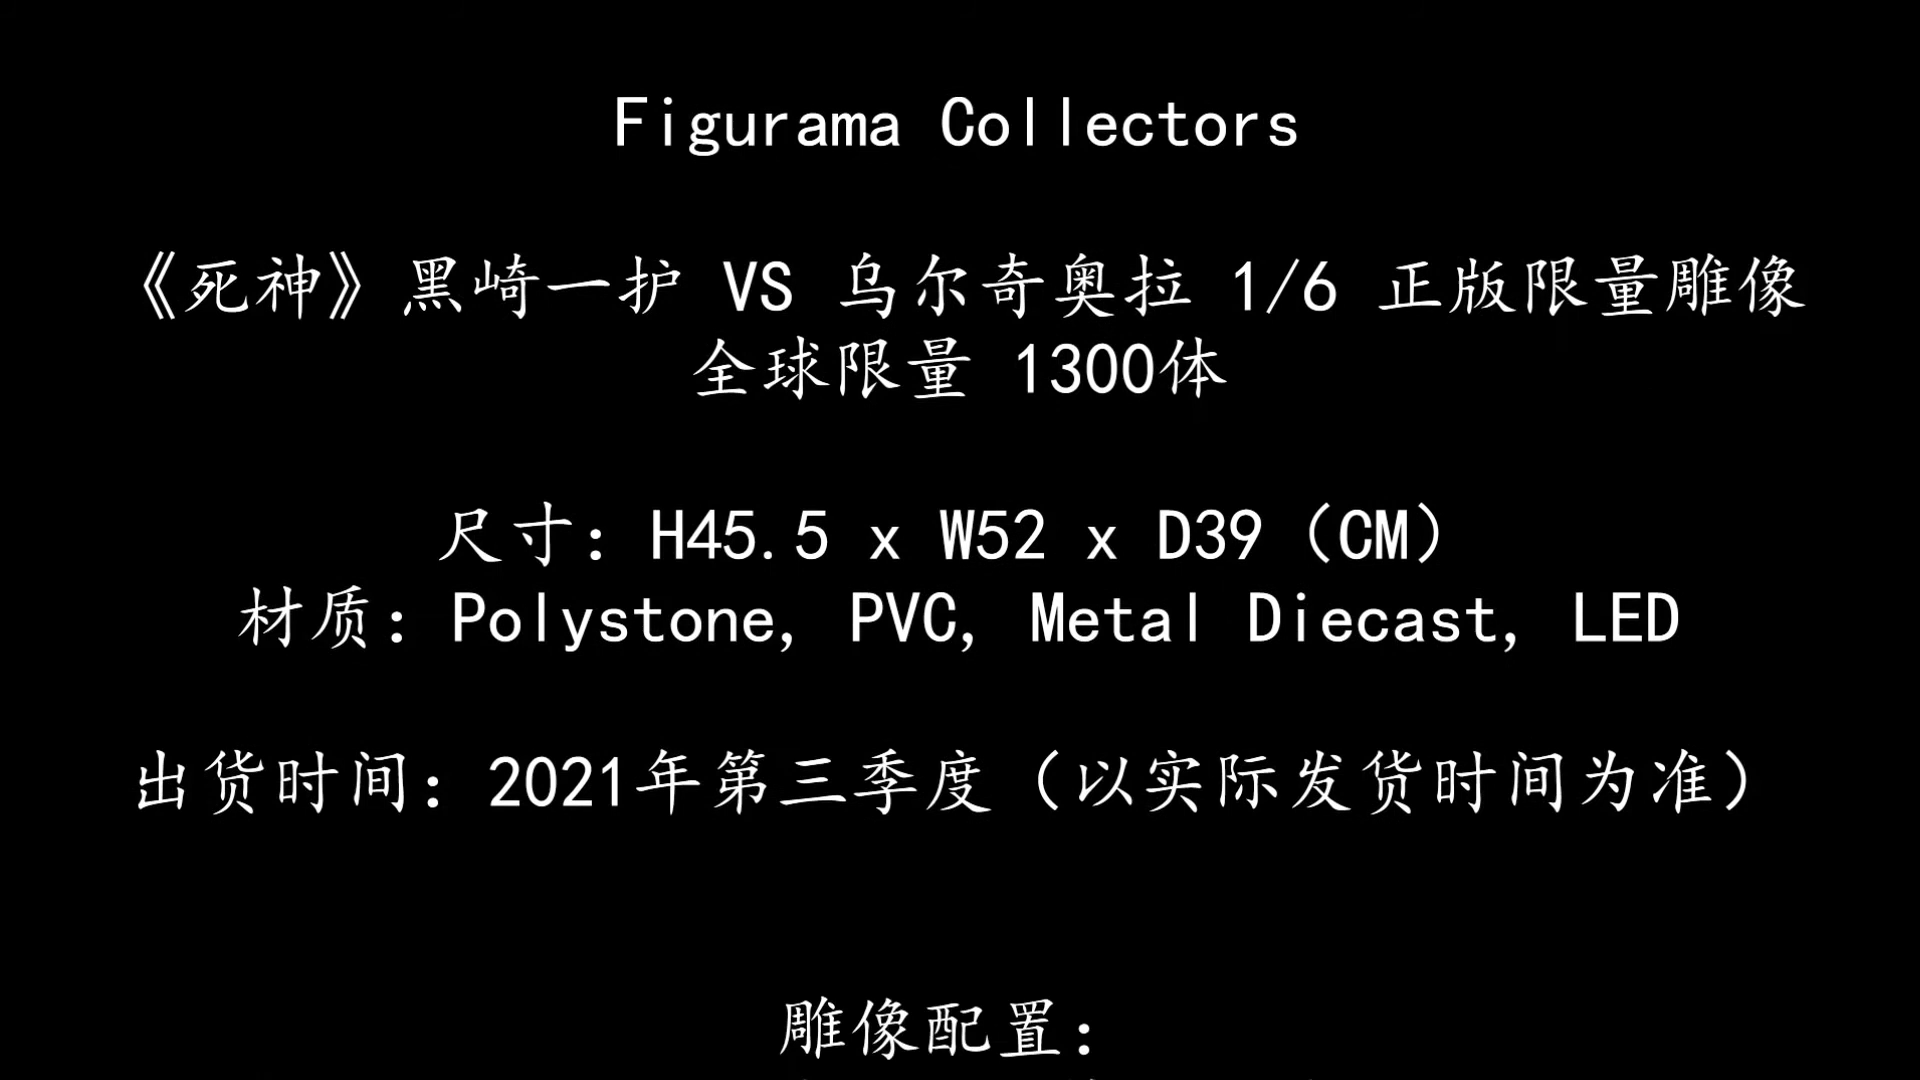 Figurama Collectors
《死神》黑崎一护 VS 乌尔奇奥拉 1/6 正版限量雕像
全球限量 1300体
尺寸：H45.5 x W52 x D39（CM）
材质：Polystone, PVC, Metal Diecast, LED
出货时间：2021年第三季度（以实际发货时间为准）
雕像配置：